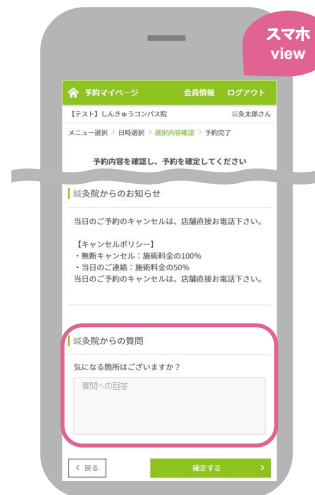 スマホ
view
予約マイページ 会員情報 ログアウト
【テスト】しんきゅうコンパス院 鍼灸太郎さん
メニュー選択 > 日時選択 > 選択内容確認 > 予約完了
予約内容を確認し、予約を確定してください
鍼灸院からのお知らせ
当日のご予約のキャンセルは、店舗直接お電話下さい。
【キャンセルポリシー】
・無断キャンセル：施術料金の100%
・当日のご連絡：施術料金の50%
当日のご予約のキャンセルは、店舗直接お電話下さい。
鍼灸院からの質問
気になる箇所はございますか？
質問への回答
< 戻る 確定する >